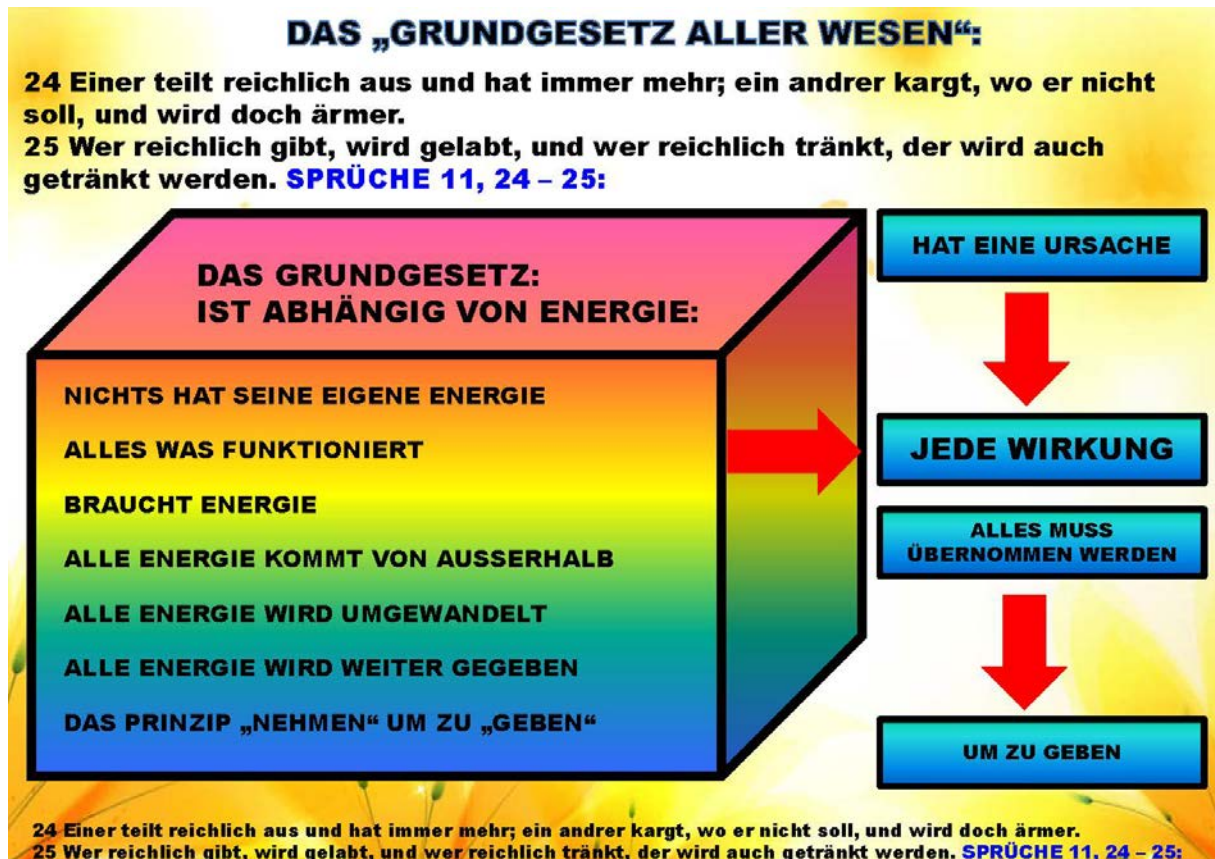 DAS „GRUNDGESETZ ALLER WESEN“:
24 Einer teilt reichlich aus und hat immer mehr; ein andrer kargt, wo er nicht
soll, und wird doch ärmer.
25 Wer reichlich gibt, wird gelabt, und wer reichlich tränkt, der wird auch
getränkt werden. SPRÜCHE 11, 24 – 25:
DAS GRUNDGESETZ:
IST ABHÄNGIG VON ENERGIE:
NICHTS HAT SEINE EIGENE ENERGIE
ALLES WAS FUNKTIONIERT
BRAUCHT ENERGIE
ALLE ENERGIE KOMMT VON AUSSERHALB
ALLE ENERGIE WIRD UMGEWANDELT
ALLE ENERGIE WIRD WEITER GEGEBEN
DAS PRINZIP „NEHMEN“ UM ZU „GEBEN“
HAT EINE URSACHE
JEDE WIRKUNG
ALLES MUSS
ÜBERNOMMEN WERDEN
UM ZU GEBEN
24 Einer teilt reichlich aus und hat immer mehr; ein andrer kargt, wo er nicht soll, und wird doch ärmer.
25 Wer reichlich gibt, wird gelabt, und wer reichlich tränkt, der wird auch getränkt werden. SPRÜCHE 11, 24 – 25: